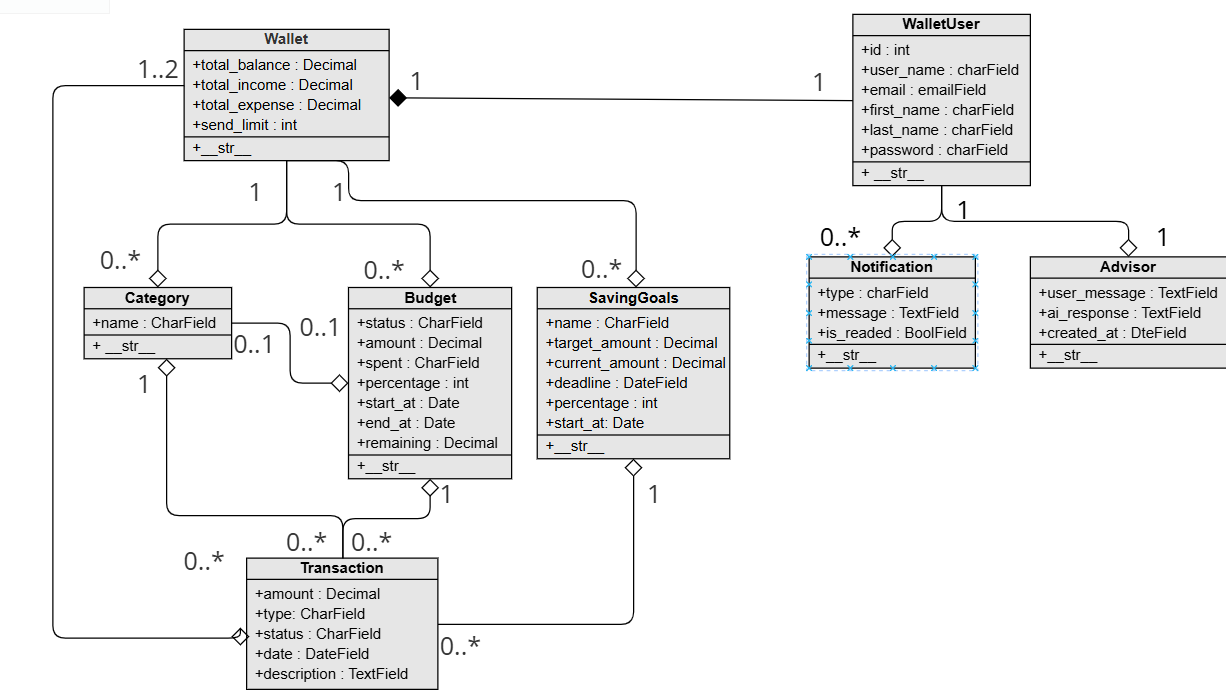 Wallet
+total_balance : Decimal
+total_income : Decimal
+total_expense : Decimal
+send_limit : int
+__str__
1..2
1
1
WalletUser
+id : int
+user_name : charField
+email : emailField
+first_name : charField
+last_name : charField
+password : charField
+ __str__
1
1
1
0..*
0..*
0..*
0..*
1
Category
+name : CharField
+ __str__
0..1
0..1
1
Budget
+status : CharField
+amount : Decimal
+spent : CharField
+percentage : int
+start_at : Date
+end_at : Date
+remaining : Decimal
+__str__
1
SavingGoals
+name : CharField
+target_amount : Decimal
+current_amount : Decimal
+deadline : DateField
+percentage : int
+start_at: Date
+__str__
1
Notification
+type : charField
+message : TextField
+is_readed : BoolField
+__str__
Advisor
+user_message : TextField
+ai_response : TextField
+created_at : DteField
+__str__
0..*
0..*
0..*
Transaction
+amount : Decimal
+type: CharField
+status : CharField
+date : DateField
+description : TextField
0..*